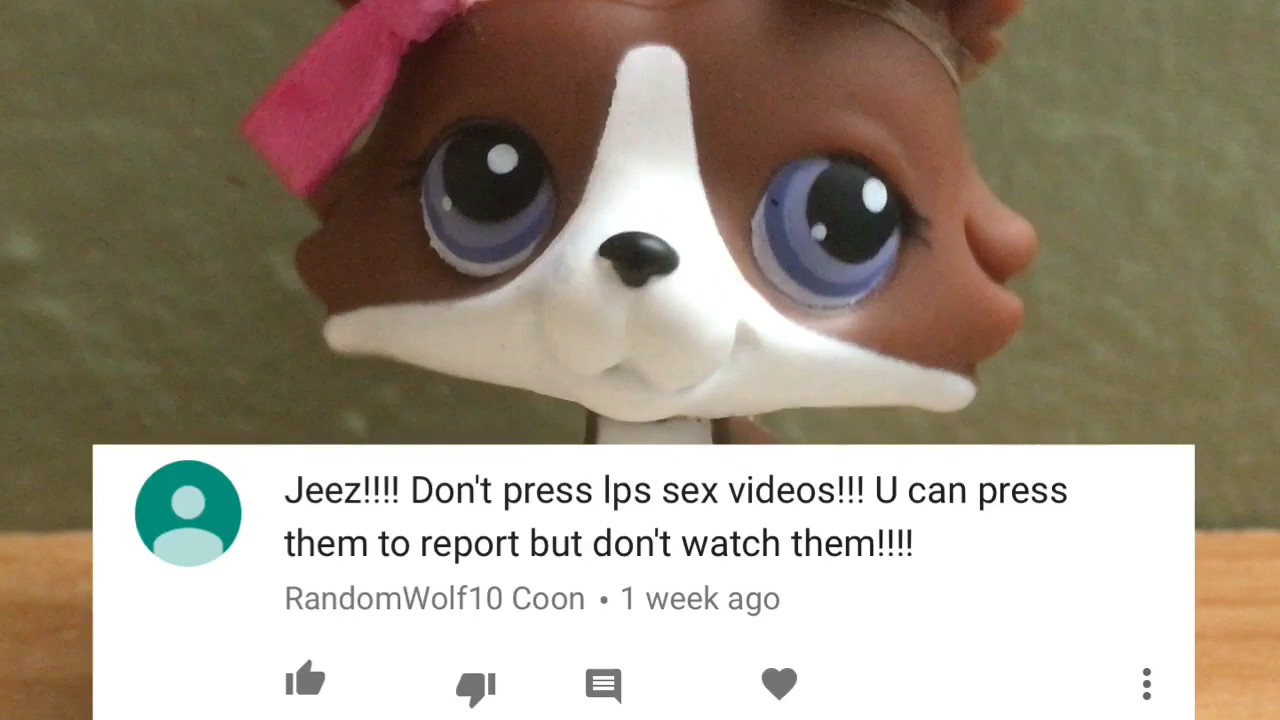 Jeez!!!! Don't press lps sex videos!!! U can press
them to report but don't watch them!!!!
RandomWolf10 Coon • 1 week ago